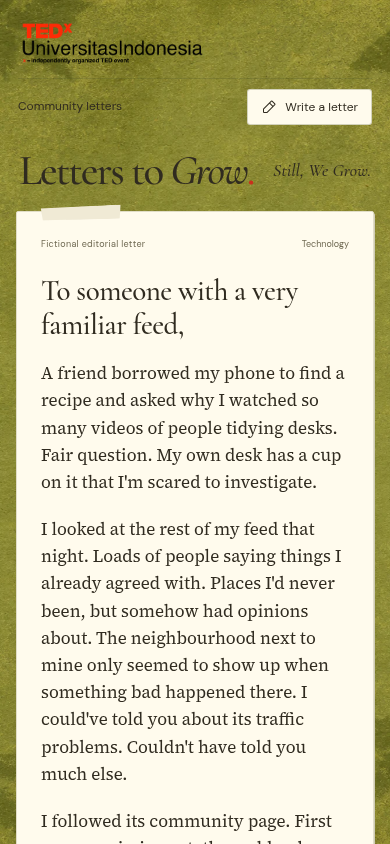 TEDx
UniversitasIndonesia
x = independently organized TED event
Community letters
Write a letter
Letters to Grow.
Still, We Grow.
Fictional editorial letter
Technology
To someone with a very
familiar feed,
A friend borrowed my phone to find a
recipe and asked why I watched so
many videos of people tidying desks.
Fair question. My own desk has a cup
on it that I'm scared to investigate.
I looked at the rest of my feed that
night. Loads of people saying things I
already agreed with. Places I'd never
been, but somehow had opinions
about. The neighbourhood next to
mine only seemed to show up when
something bad happened there. I
could've told you about its traffic
problems. Couldn't have told you
much else.
I followed its community page. First